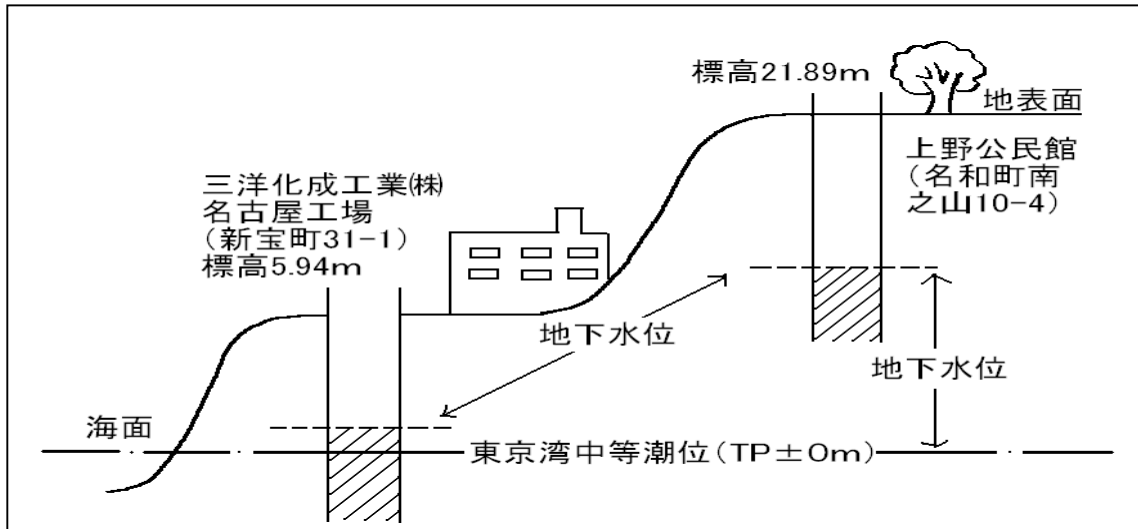 標高21.89m
地表面
上野公民館
(名和町南
之山10-4)
三洋化成工業㈱
名古屋工場
(新宝町31-1)
標高5.94m
地下水位
地下水位
海面
東京湾中等潮位(TP±0m)